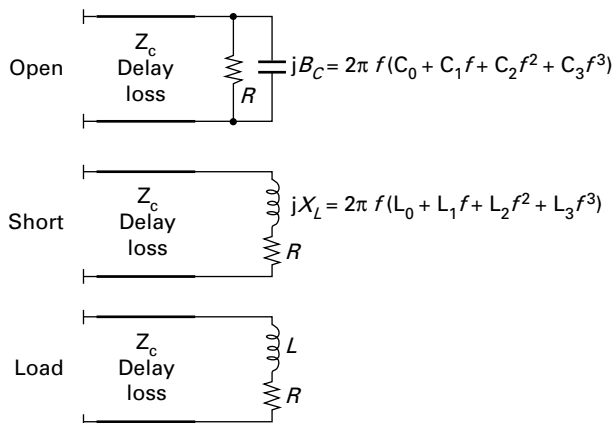 Open
Z_c
Delay
loss
R
jB_C = 2π f(C_0 + C_1f + C_2f^2 + C_3f^3)
Short
Z_c
Delay
loss
jX_L = 2π f(L_0 + L_1f + L_2f^2 + L_3f^3)
R
Load
Z_c
Delay
loss
L
R